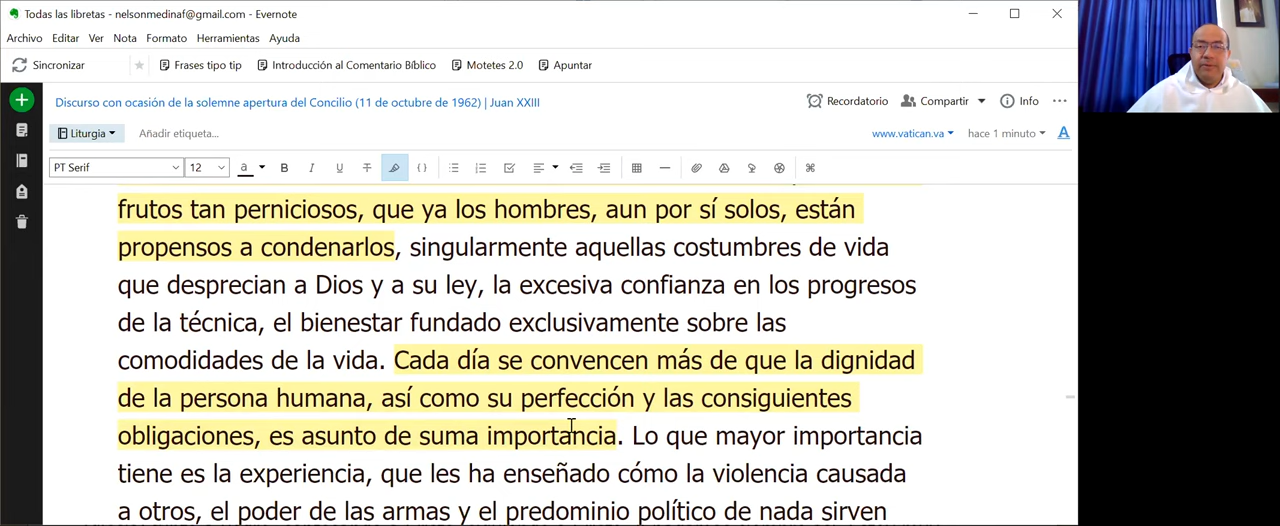 Todas las libretas - nelsonmedinaf@gmail.com - Evernote
Archivo Editar Ver Nota Formato Herramientas Ayuda
Sincronizar Frases tipo tip Introducción al Comentario Bíblico Motetes 2.0 Apuntar
Discurso con ocasión de la solemne apertura del Concilio (11 de octubre de 1962) | Juan XXIII Recordatorio Compartir Info
Liturgia Añadir etiqueta... www.vatican.va hace 1 minuto A
PT Serif 12 a B I U T
frutos tan perniciosos, que ya los hombres, aun por sí solos, están
propensos a condenarlos, singularmente aquellas costumbres de vida
que desprecian a Dios y a su ley, la excesiva confianza en los progresos
de la técnica, el bienestar fundado exclusivamente sobre las
comodidades de la vida. Cada día se convencen más de que la dignidad
de la persona humana, así como su perfección y las consiguientes
obligaciones, es asunto de suma importancia. Lo que mayor importancia
tiene es la experiencia, que les ha enseñado cómo la violencia causada
a otros, el poder de las armas y el predominio político de nada sirven